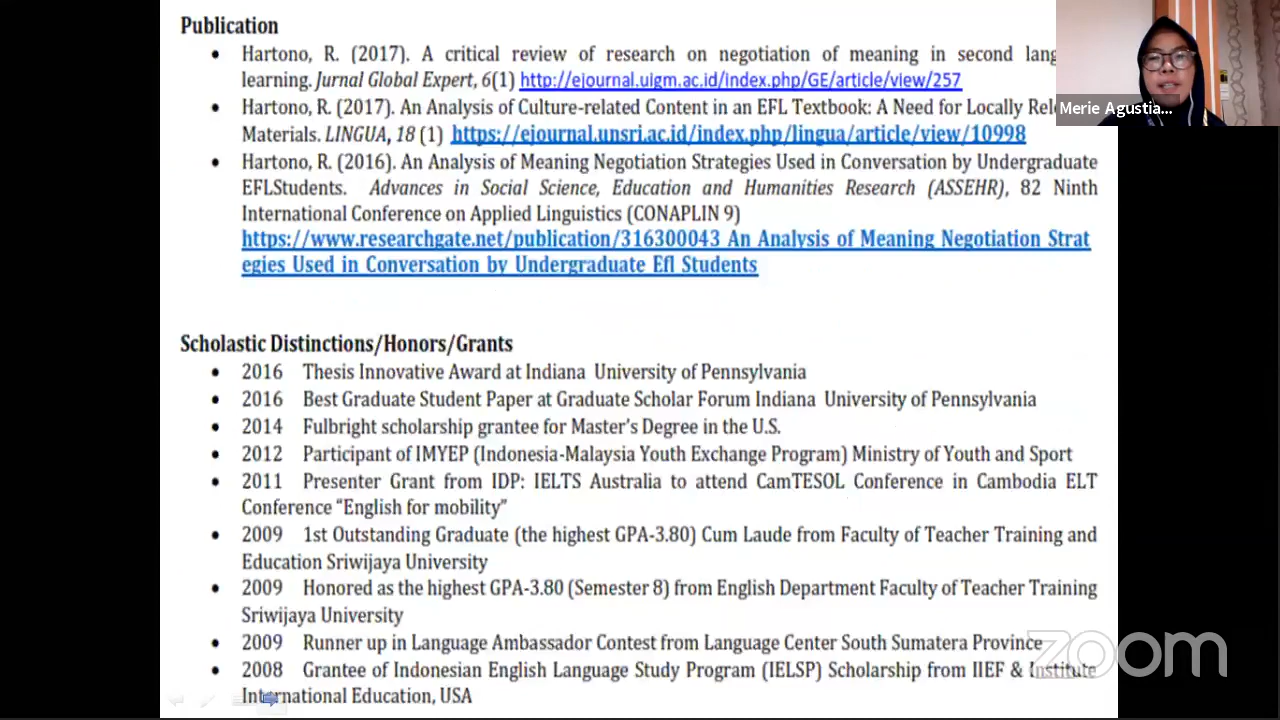 Publication
• Hartono, R. (2017). A critical review of research on negotiation of meaning in second
learning. Jurnal Global Expert, 6(1) http://ejournal.uigm.ac.id/index.php/GE/article/view/257
• Hartono, R. (2017). An Analysis of Culture-related Content in an EFL Textbook: A Need for Locally
Materials. LINGUA, 18 (1) https://ejournal.unsri.ac.id/index.php/lingua/article/view/10998
• Hartono, R. (2016). An Analysis of Meaning Negotiation Strategies Used in Conversation by Undergraduate
EFLStudents. Advances in Social Science, Education and Humanities Research (ASSEHR), 82 Ninth
International Conference on Applied Linguistics (CONAPLIN 9)
https://www.researchgate.net/publication/316300043 An Analysis of Meaning Negotiation Strat
egies Used in Conversation by Undergraduate Efl Students
Merie Agustia...
Scholastic Distinctions/Honors/Grants
• 2016 Thesis Innovative Award at Indiana University of Pennsylvania
• 2016 Best Graduate Student Paper at Graduate Scholar Forum Indiana University of Pennsylvania
• 2014 Fulbright scholarship grantee for Master's Degree in the U.S.
• 2012 Participant of IMYEP (Indonesia-Malaysia Youth Exchange Program) Ministry of Youth and Sport
• 2011 Presenter Grant from IDP: IELTS Australia to attend CamTESOL Conference in Cambodia ELT
Conference “English for mobility”
• 2009 1st Outstanding Graduate (the highest GPA-3.80) Cum Laude from Faculty of Teacher Training and
Education Sriwijaya University
• 2009 Honored as the highest GPA-3.80 (Semester 8) from English Department Faculty of Teacher Training
Sriwijaya University
• 2009 Runner up in Language Ambassador Contest from Language Center South Sumatera Province
• 2008 Grantee of Indonesian English Language Study Program (IELSP) Scholarship from IIEF & Institute
International Education, USA
zoom